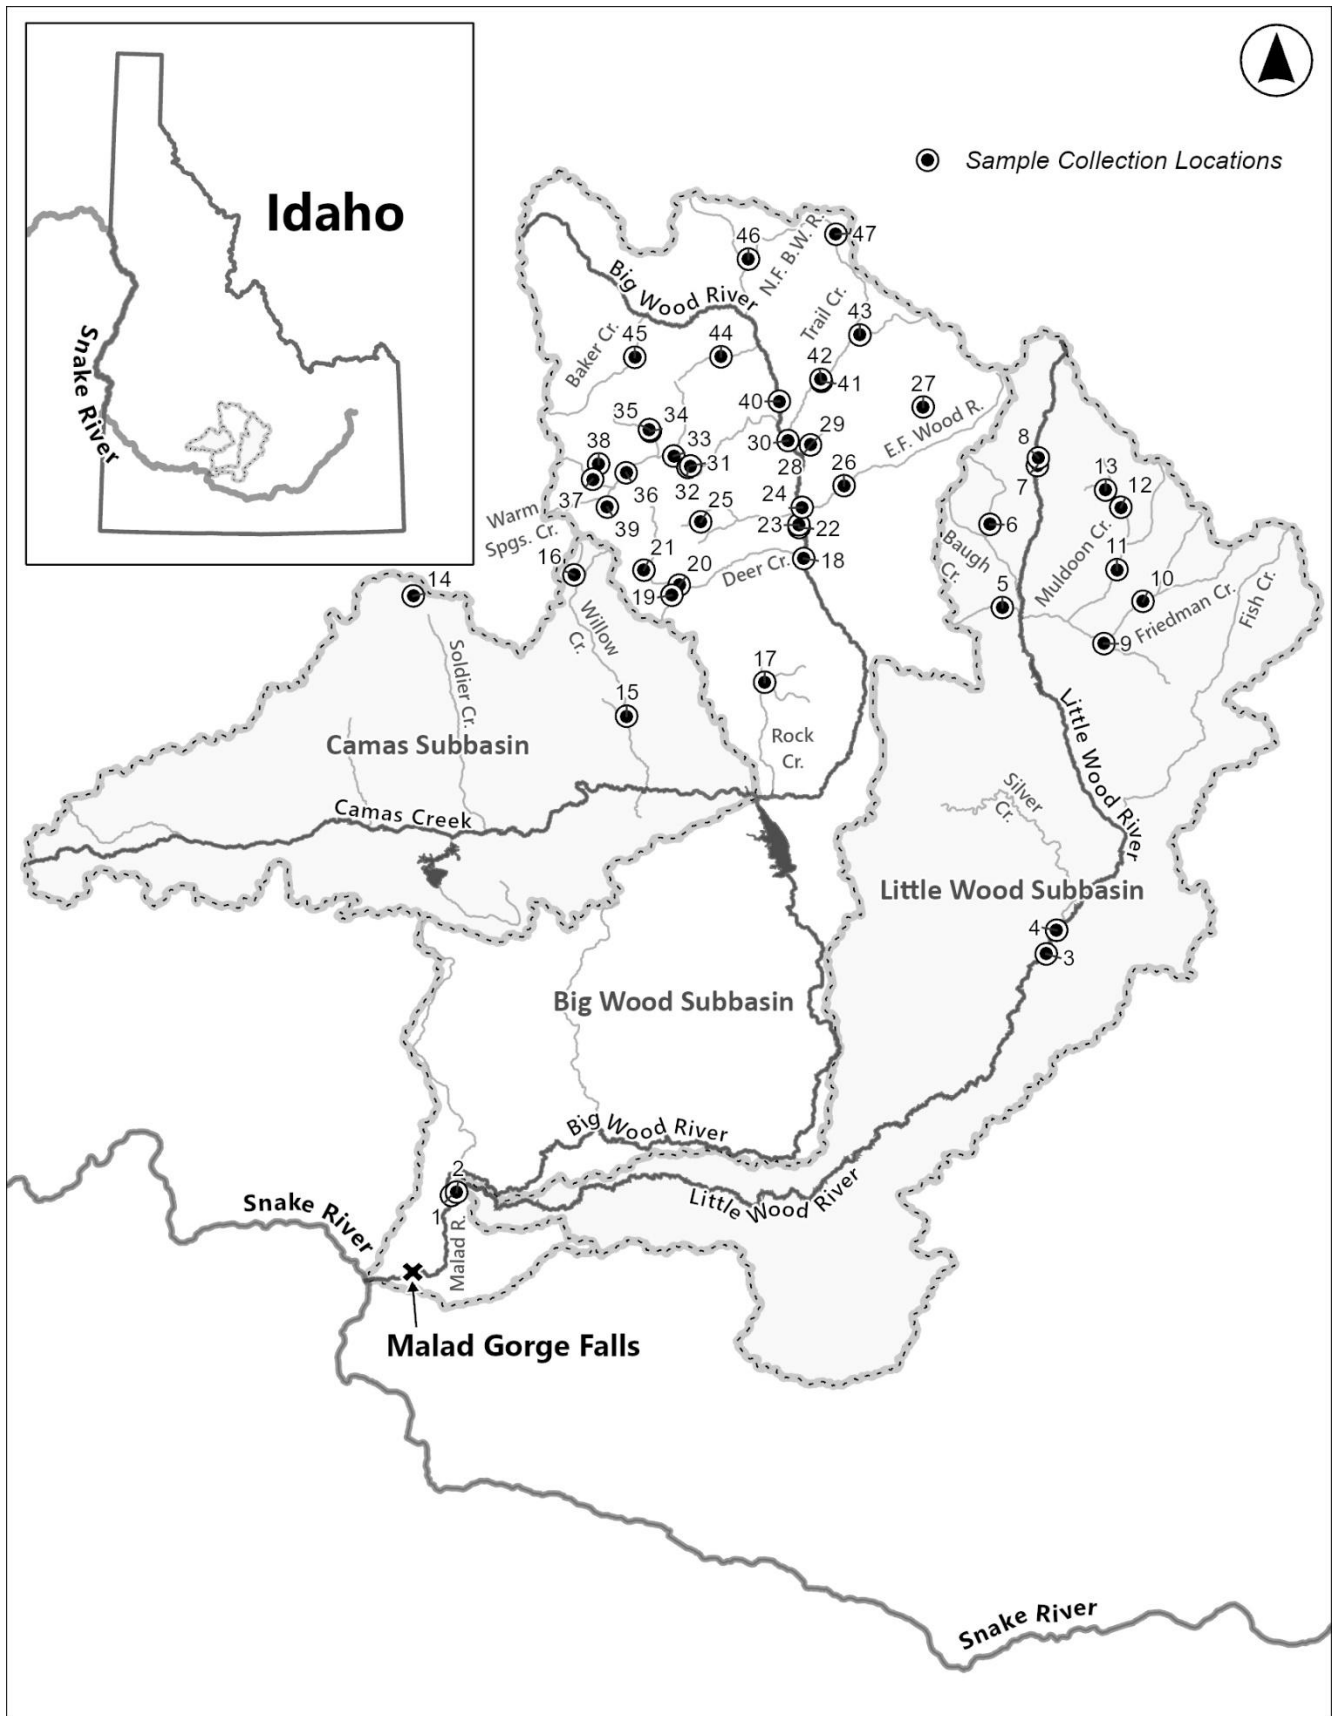 Idaho
Snake River
Sample Collection Locations
46
47
N.F. B.W. R.
Big Wood River
Trail Cr.
43
45
44
Baker Cr.
42
41
27
40
35
34
29
E.F. Wood R.
33
30
38
31
28
26
8
13
12
7
37
36
32
25
24
Warm
Spgs. Cr.
39
23
22
6
Muldoon Cr.
Baugh
Cr.
11
16
21
20
Deer Cr.
18
10
14
19
5
Friedman Cr.
Fish Cr.
Willow
Cr.
9
Soldier Cr.
17
15
Little Wood River
Rock
Cr.
Camas Subbasin
Silver
Cr.
Camas Creek
Little Wood Subbasin
4
3
Big Wood Subbasin
Big Wood River
2
1
Little Wood River
Snake River
Malad R.
Malad Gorge Falls
Snake River